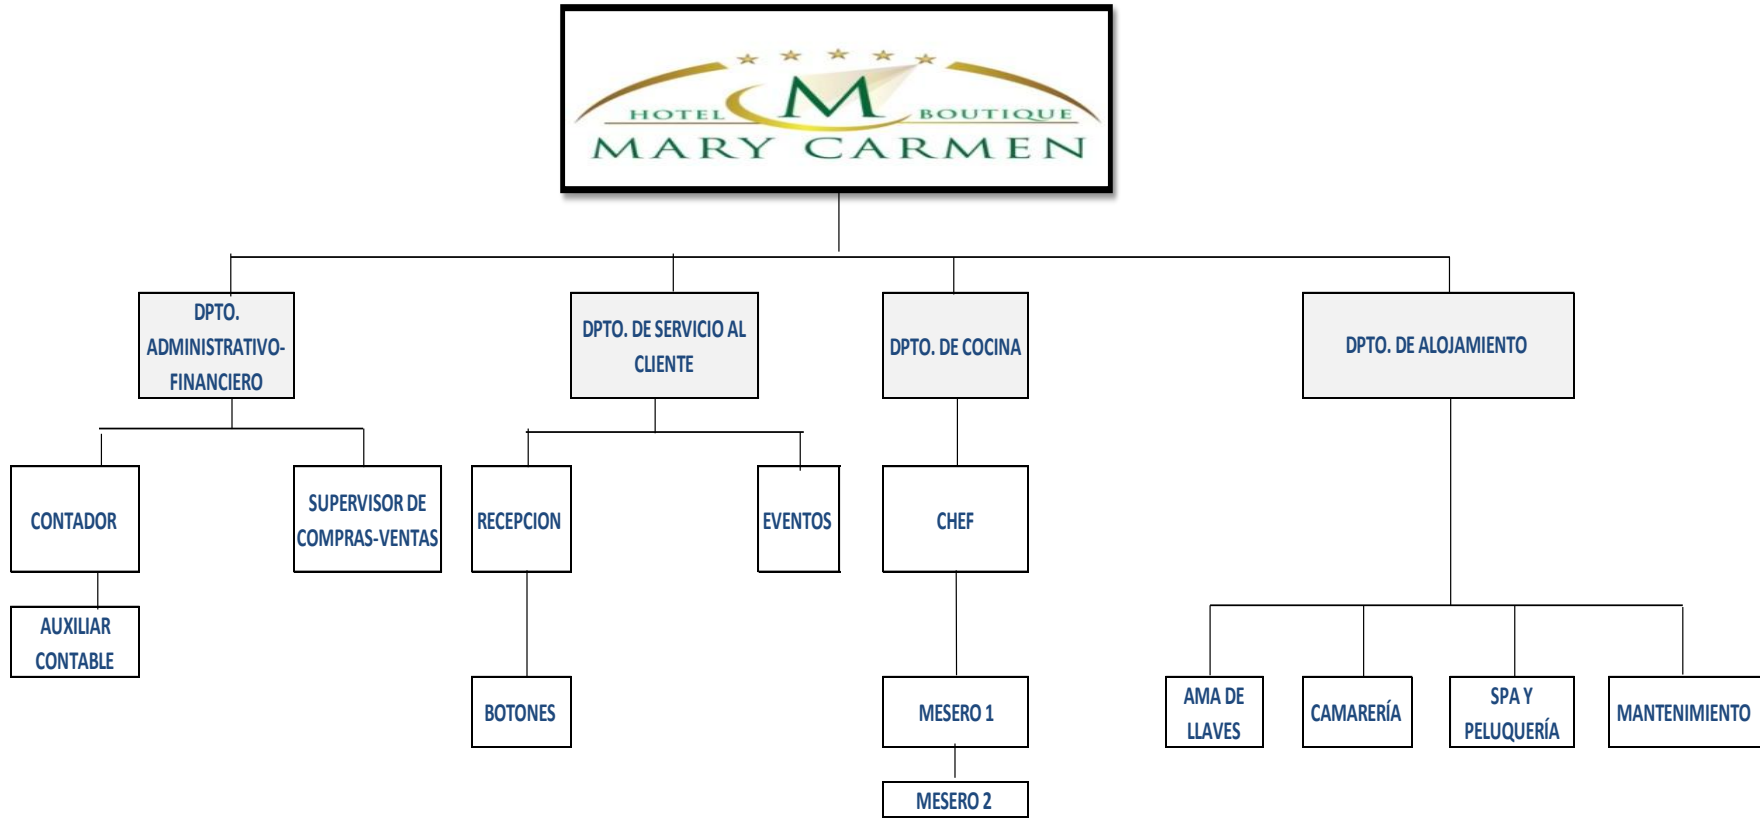 HOTEL M BOUTIQUE
MARY CARMEN
DPTO.
ADMINISTRATIVO-
FINANCIERO
DPTO. DE SERVICIO AL
CLIENTE
DPTO. DE COCINA
DPTO. DE ALOJAMIENTO
CONTADOR
SUPERVISOR DE
COMPRAS-VENTAS
RECEPCION
EVENTOS
CHEF
AUXILIAR
CONTABLE
BOTONES
MESERO 1
AMA DE
LLAVES
CAMARERÍA
SPA Y
PELUQUERÍA
MANTENIMIENTO
MESERO 2